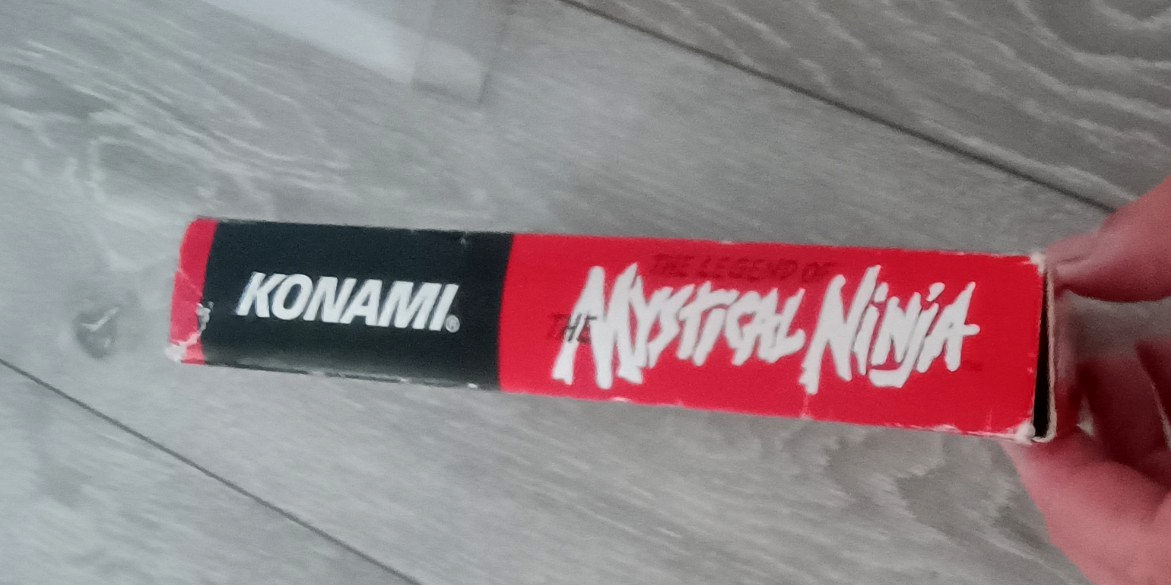 KONAMI®
THE LEGEND OF
THE MYSTICAL NINJA